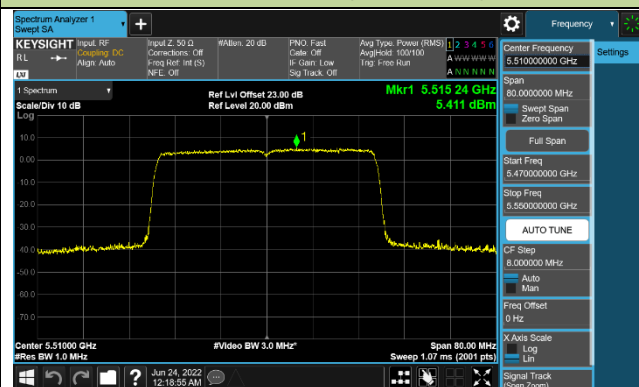 Spectrum Analyzer 1
Swept SA
+
Frequency
KEYSIGHT
RL
LXI
Input: RF
Coupling: DC
Align: Auto
Input Z: 50 Ω
Corrections: Off
Freq Ref: Int (S)
NFE: Off
#Atten: 20 dB
PNO: Fast
Gate: Off
IF Gain: Low
Sig Track: Off
Avg Type: Power (RMS)
Avg|Hold: 100/100
Trig: Free Run
1 2 3 4 5 6
A W W W W W
A N N N N N
1 Spectrum
Scale/Div 10 dB
Log
Ref Lvl Offset 23.00 dB
Ref Level 20.00 dBm
Mkr1 5.515 24 GHz
5.411 dBm
1
10.0
0.00
-10.0
-20.0
-30.0
-40.0
-50.0
-60.0
-70.0
Center 5.51000 GHz
#Res BW 1.0 MHz
#Video BW 3.0 MHz*
Span 80.00 MHz
Sweep 1.07 ms (2001 pts)
Center Frequency
5.510000000 GHz
Settings
Span
80.0000000 MHz
Swept Span
Zero Span
Full Span
Start Freq
5.470000000 GHz
Stop Freq
5.550000000 GHz
AUTO TUNE
CF Step
8.000000 MHz
Auto
Man
Freq Offset
0 Hz
X Axis Scale
Log
Lin
Signal Track
(Span Zoom)
?
Jun 24, 2022
12:18:55 AM